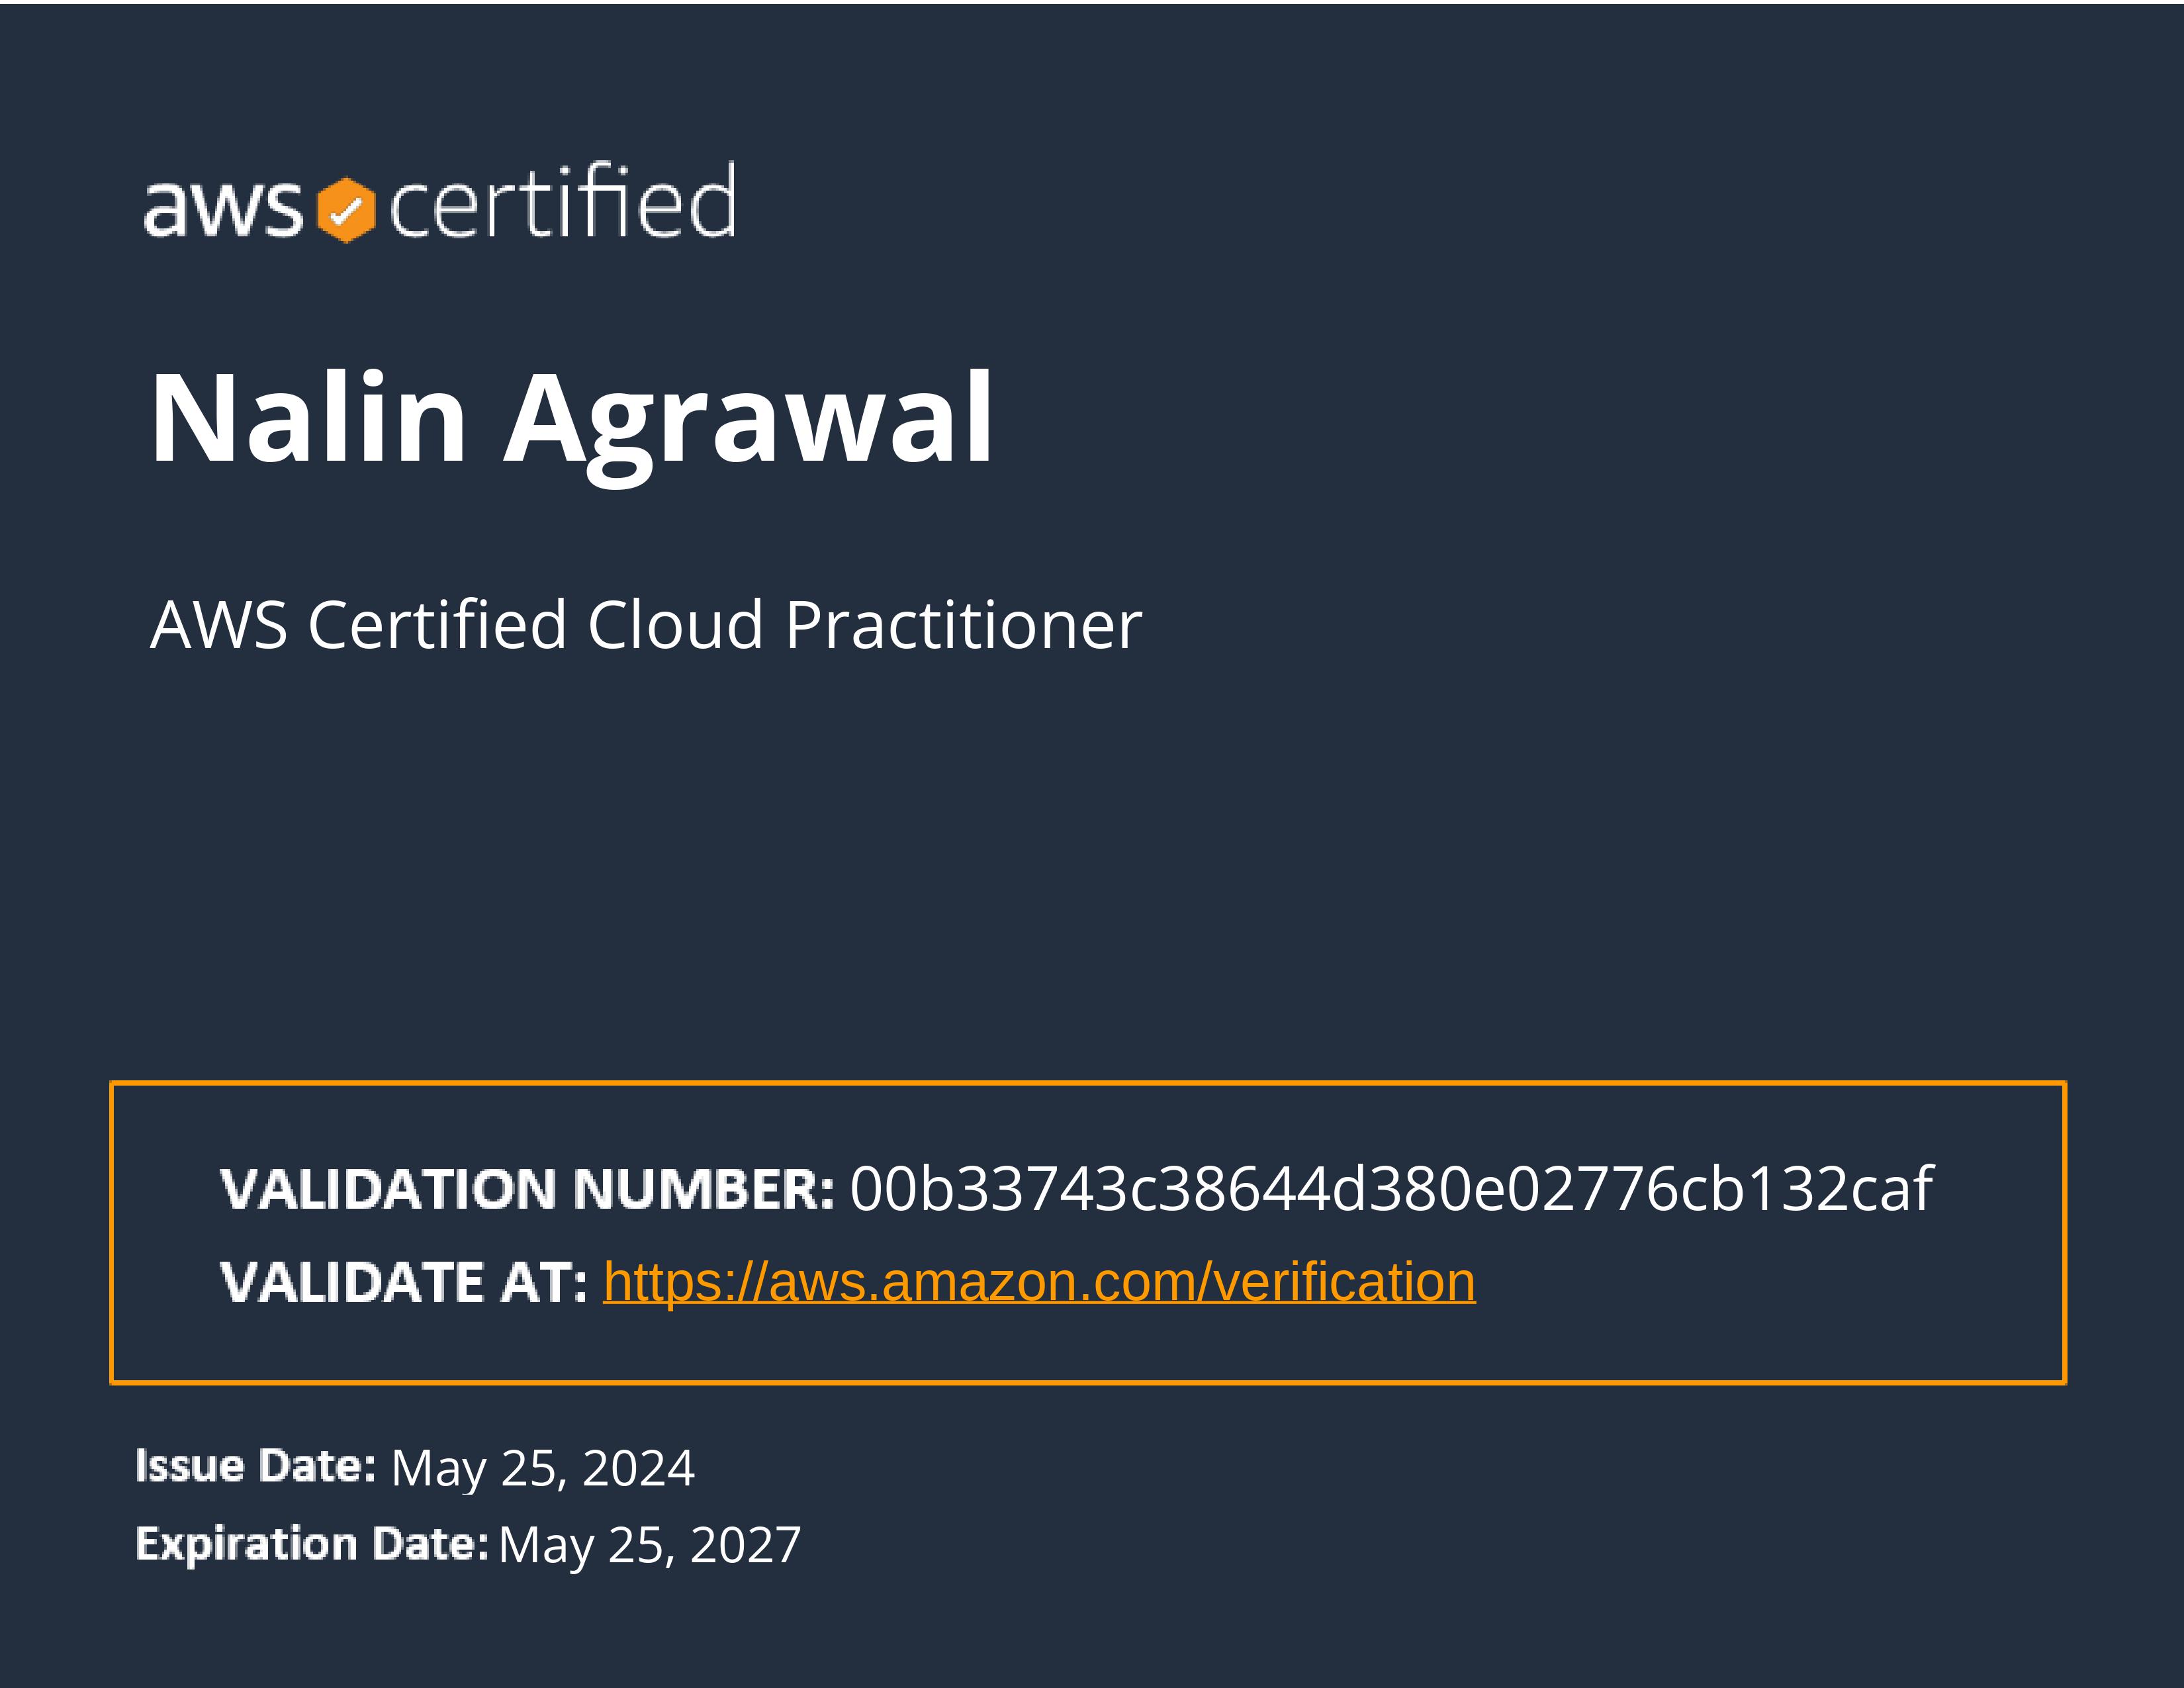 aws certified
Nalin Agrawal
AWS Certified Cloud Practitioner
VALIDATION NUMBER: 00b33743c38644d380e02776cb132caf
VALIDATE AT: https://aws.amazon.com/verification
Issue Date: May 25, 2024
Expiration Date: May 25, 2027